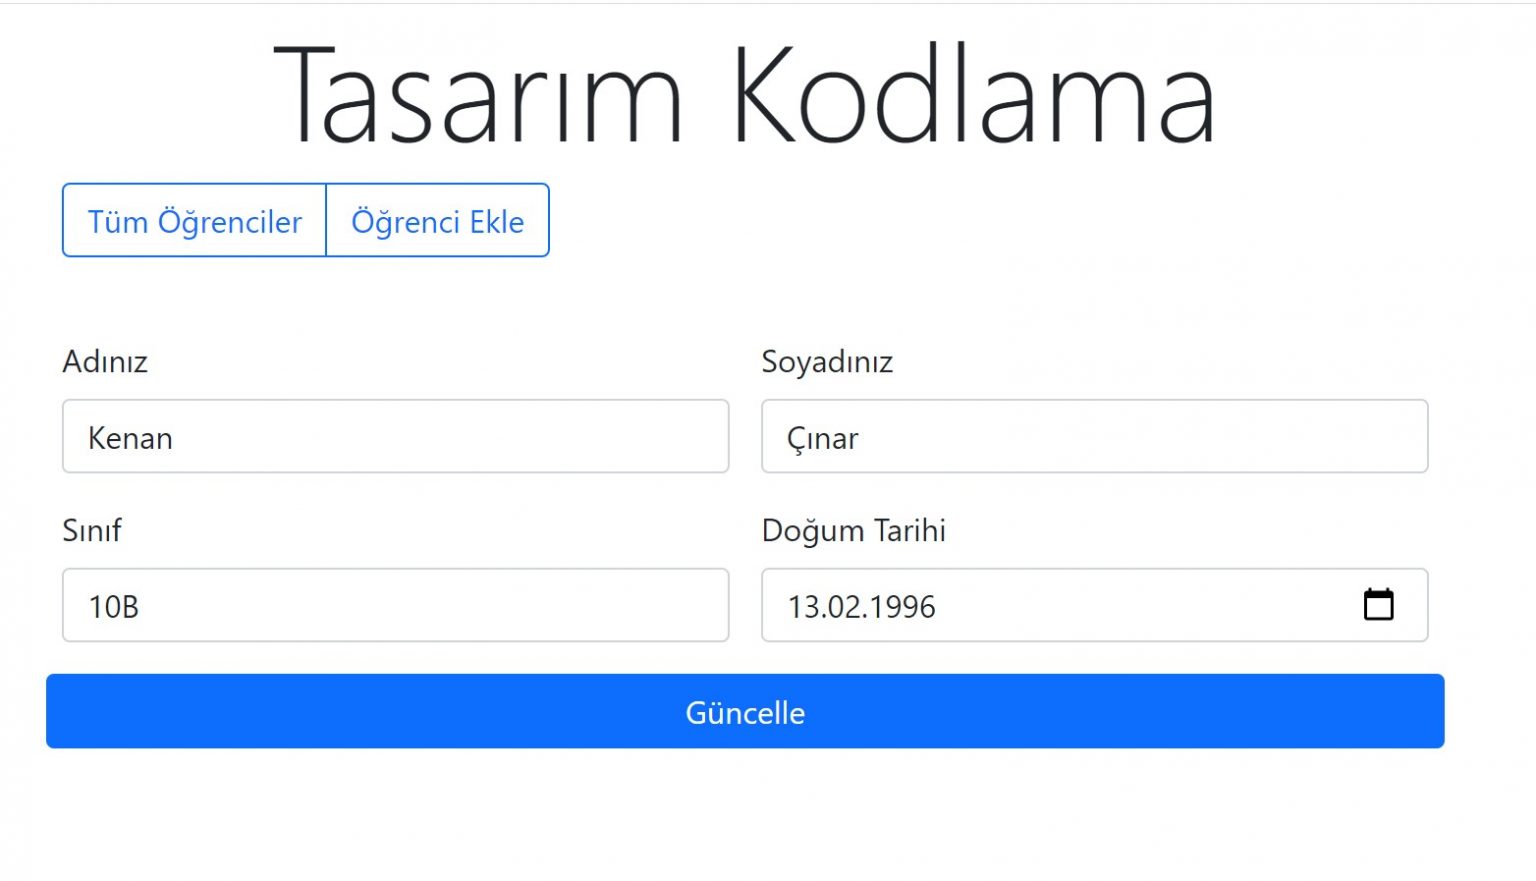 Tasarım Kodlama
Tüm Öğrenciler Öğrenci Ekle
Adınız Soyadınız
Kenan Çınar
Sınıf Doğum Tarihi
10B 13.02.1996
Güncelle